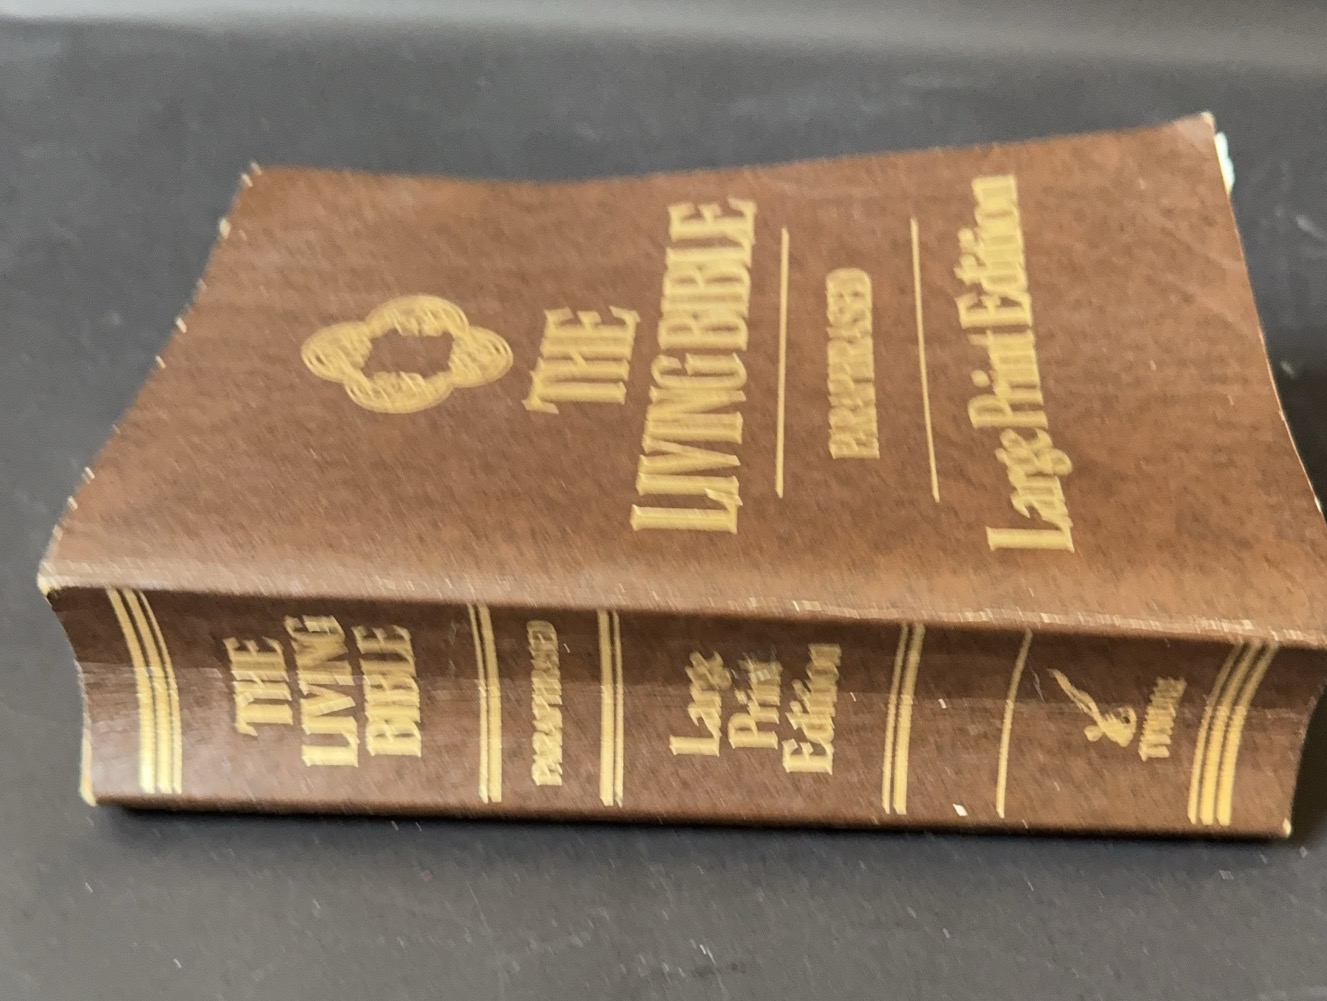 THE
LIVING BIBLE
PARAPHRASED
Large Print Edition
THE
LIVING
BIBLE
PARAPHRASED
Large
Print
Edition
TYNDALE